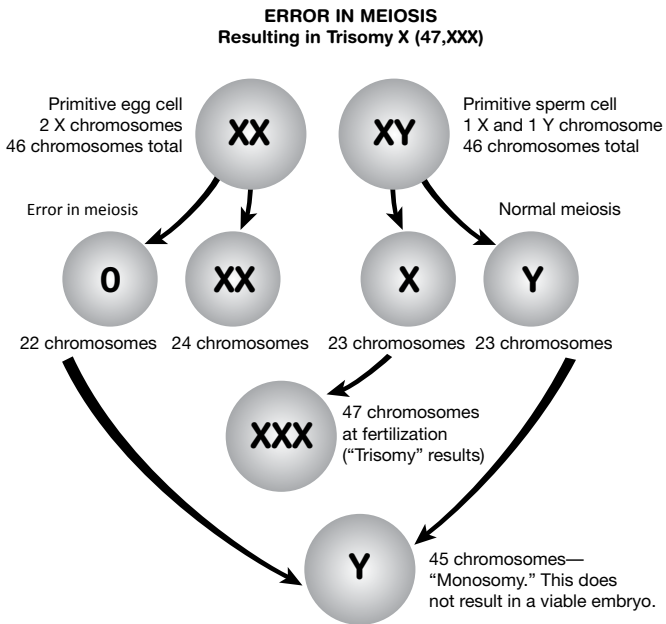 ERROR IN MEIOSIS
Resulting in Trisomy X (47,XXX)
Primitive egg cell
2 X chromosomes
46 chromosomes total
XX
XY
Primitive sperm cell
1 X and 1 Y chromosome
46 chromosomes total
Error in meiosis
Normal meiosis
0
XX
X
Y
22 chromosomes
24 chromosomes
23 chromosomes
23 chromosomes
XXX
47 chromosomes
at fertilization
(“Trisomy” results)
Y
45 chromosomes—
“Monosomy.” This does
not result in a viable embryo.